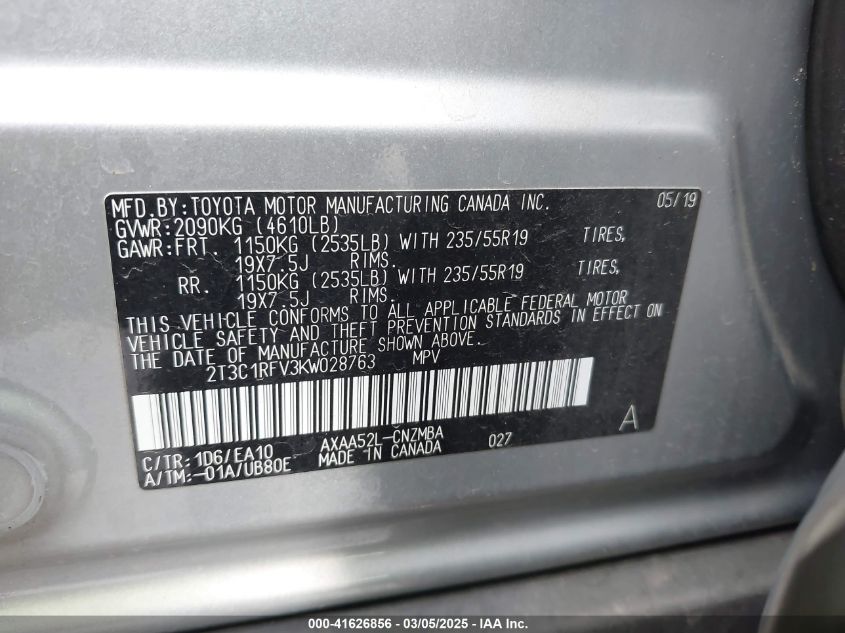 MFD.BY:TOYOTA MOTOR MANUFACTURING CANADA INC. 05/19
GVWR:2090KG (4610LB)
GAWR:FRT. 1150KG (2535LB) WITH 235/55R19 TIRES,
19X7.5J RIMS.
RR. 1150KG (2535LB) WITH 235/55R19 TIRES,
19X7.5J RIMS.
THIS VEHICLE CONFORMS TO ALL APPLICABLE FEDERAL MOTOR
VEHICLE SAFETY AND THEFT PREVENTION STANDARDS IN EFFECT ON
THE DATE OF MANUFACTURE SHOWN ABOVE.
2T3C1RFV3KW028763 MPV
A
C/TR:1D6/EA10 AXAA52L-CNZMBA 027
A/TM:-01A/UB80E MADE IN CANADA
000-41626856 - 03/05/2025 - IAAI.com